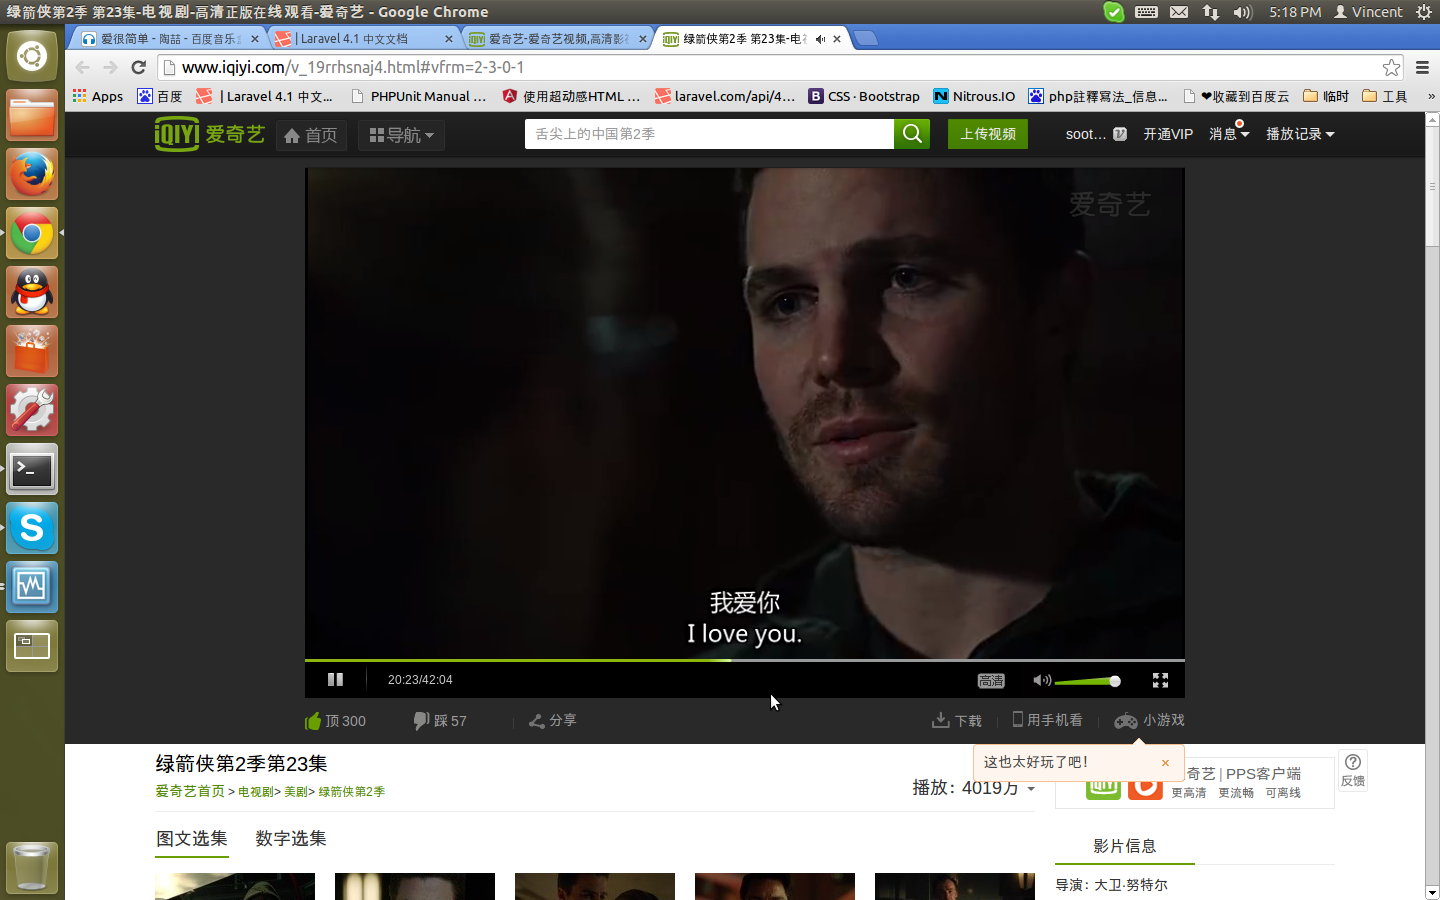 绿箭侠第2季 第23集-电视剧-高清正版在线观看-爱奇艺 - Google Chrome
5:18 PM Vincent
爱很简单 - 陶喆 - 百度音乐
| Laravel 4.1 中文文档
爱奇艺-爱奇艺视频,高清影
绿箭侠第2季 第23集-电
www.iqiyi.com/v_19rrhsnaj4.html#vfrm=2-3-0-1
Apps
百度
| Laravel 4.1 中文...
PHPUnit Manual ...
使用超动感HTML ...
laravel.com/api/4...
CSS · Bootstrap
Nitrous.IO
php註釋寫法_信息...
❤收藏到百度云
临时
工具
»
iQIYI 爱奇艺
首页
导航
舌尖上的中国第2季
上传视频
soot...
开通VIP
消息
播放记录
爱奇艺
我爱你
I love you.
20:23/42:04
高清
顶 300
踩 57
分享
下载
用手机看
小游戏
这也太好玩了吧！ ×
绿箭侠第2季第23集
爱奇艺首页 > 电视剧> 美剧> 绿箭侠第2季
播放：4019万
奇艺 | PPS客户端
更高清 更流畅 可离线
反馈
图文选集
数字选集
影片信息
导演：大卫·努特尔